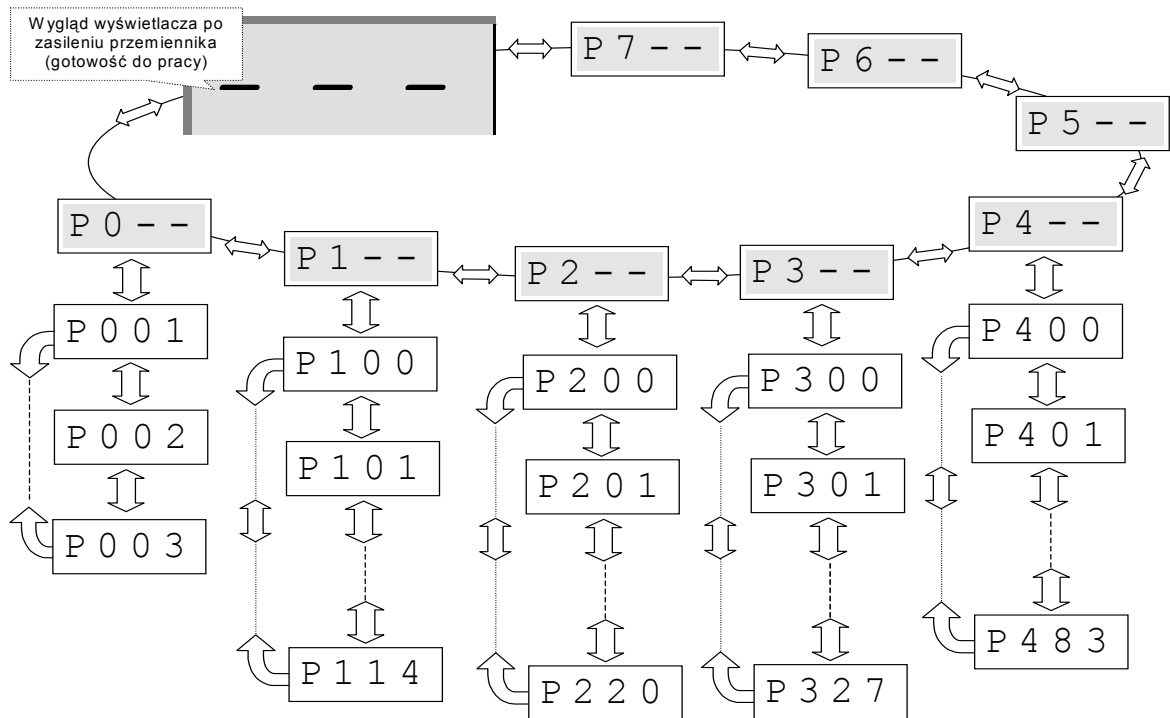 Wygląd wyświetlacza po
zasileniu przemiennika
(gotowość do pracy)
— — —
P7--
P6--
P5--
P4--
P0--
P1--
P2--
P3--
P001
P002
P003
P100
P101
P114
P200
P201
P220
P300
P301
P327
P400
P401
P483